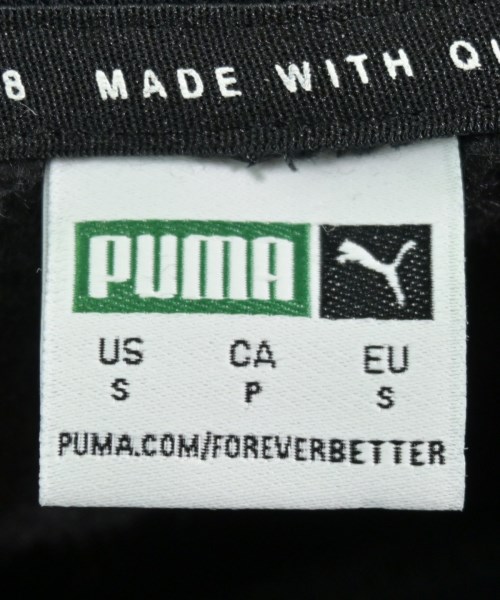 8 MADE WITH
PUMA
US CA EU
S P S
PUMA.COM/FOREVERBETTER